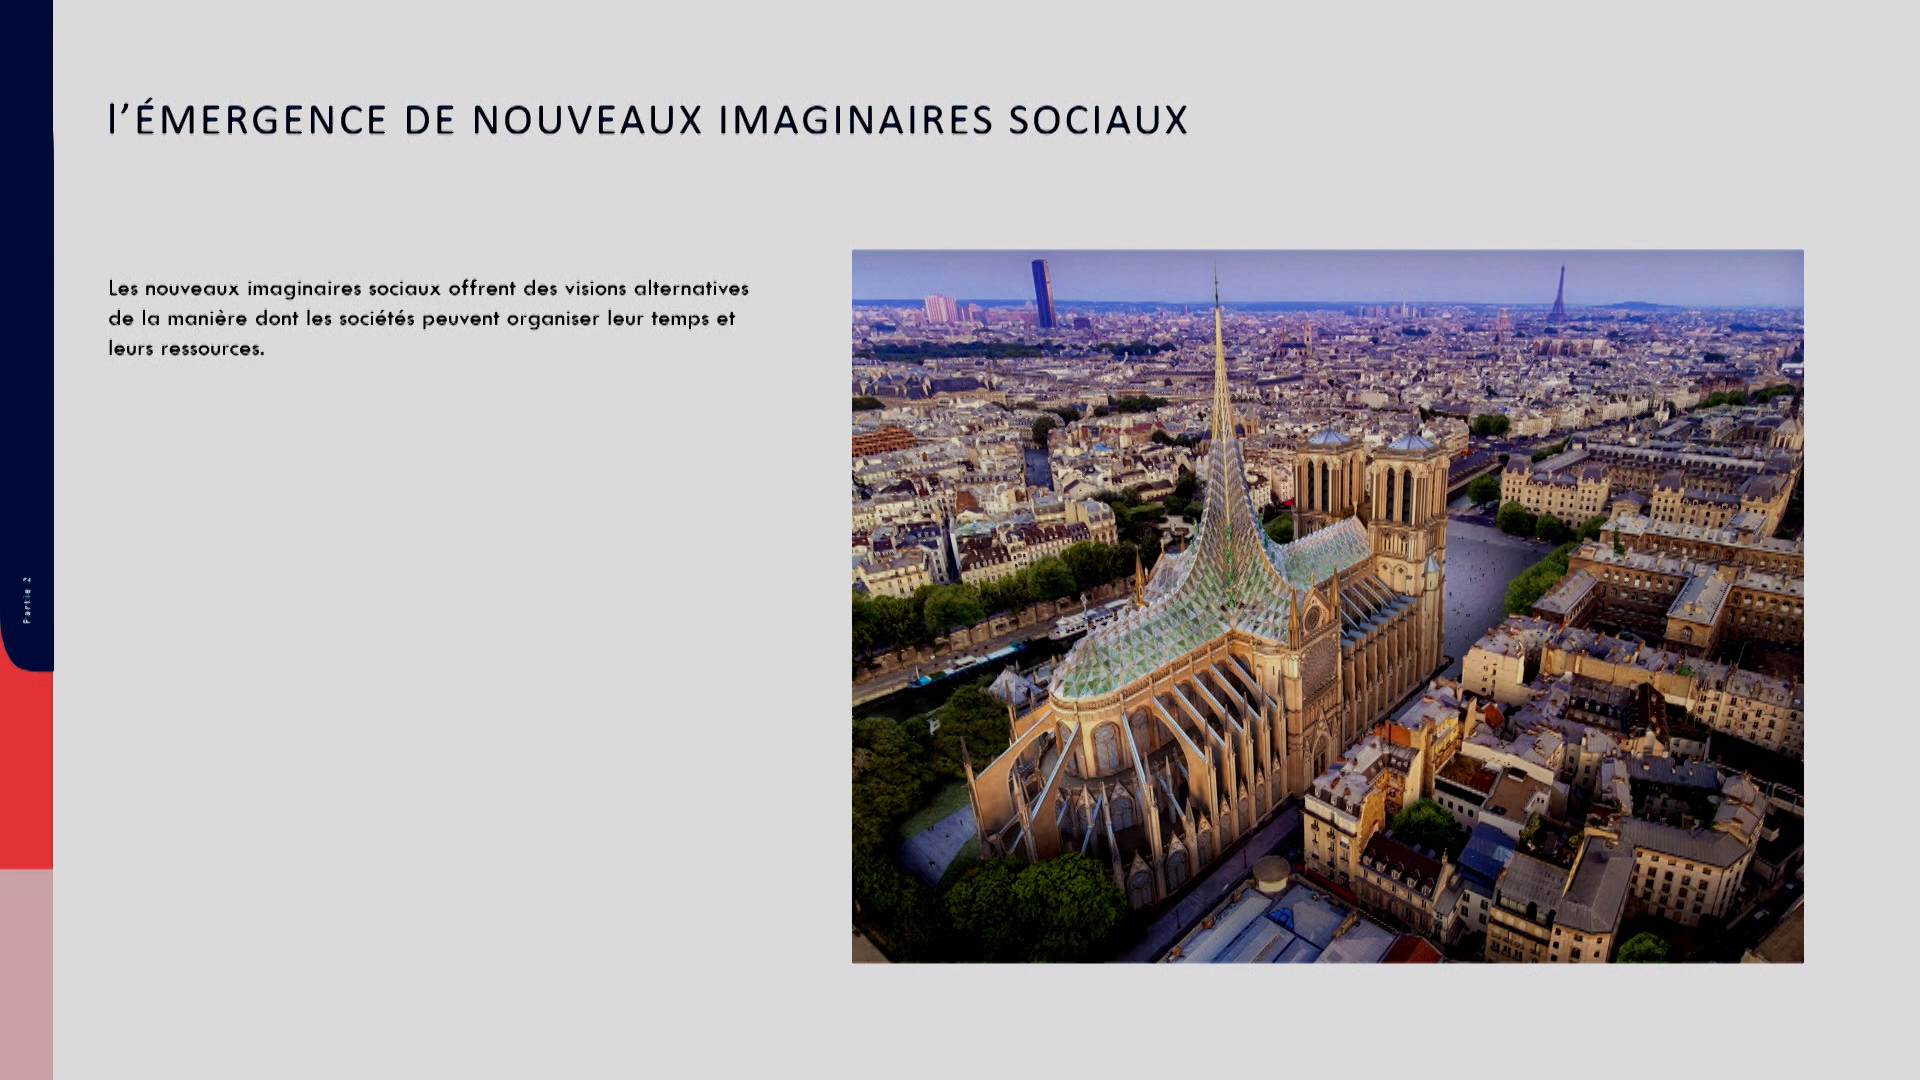 l'ÉMERGENCE DE NOUVEAUX IMAGINAIRES SOCIAUX
Les nouveaux imaginaires sociaux offrent des visions alternatives
de la manière dont les sociétés peuvent organiser leur temps et
leurs ressources.
Partie 2